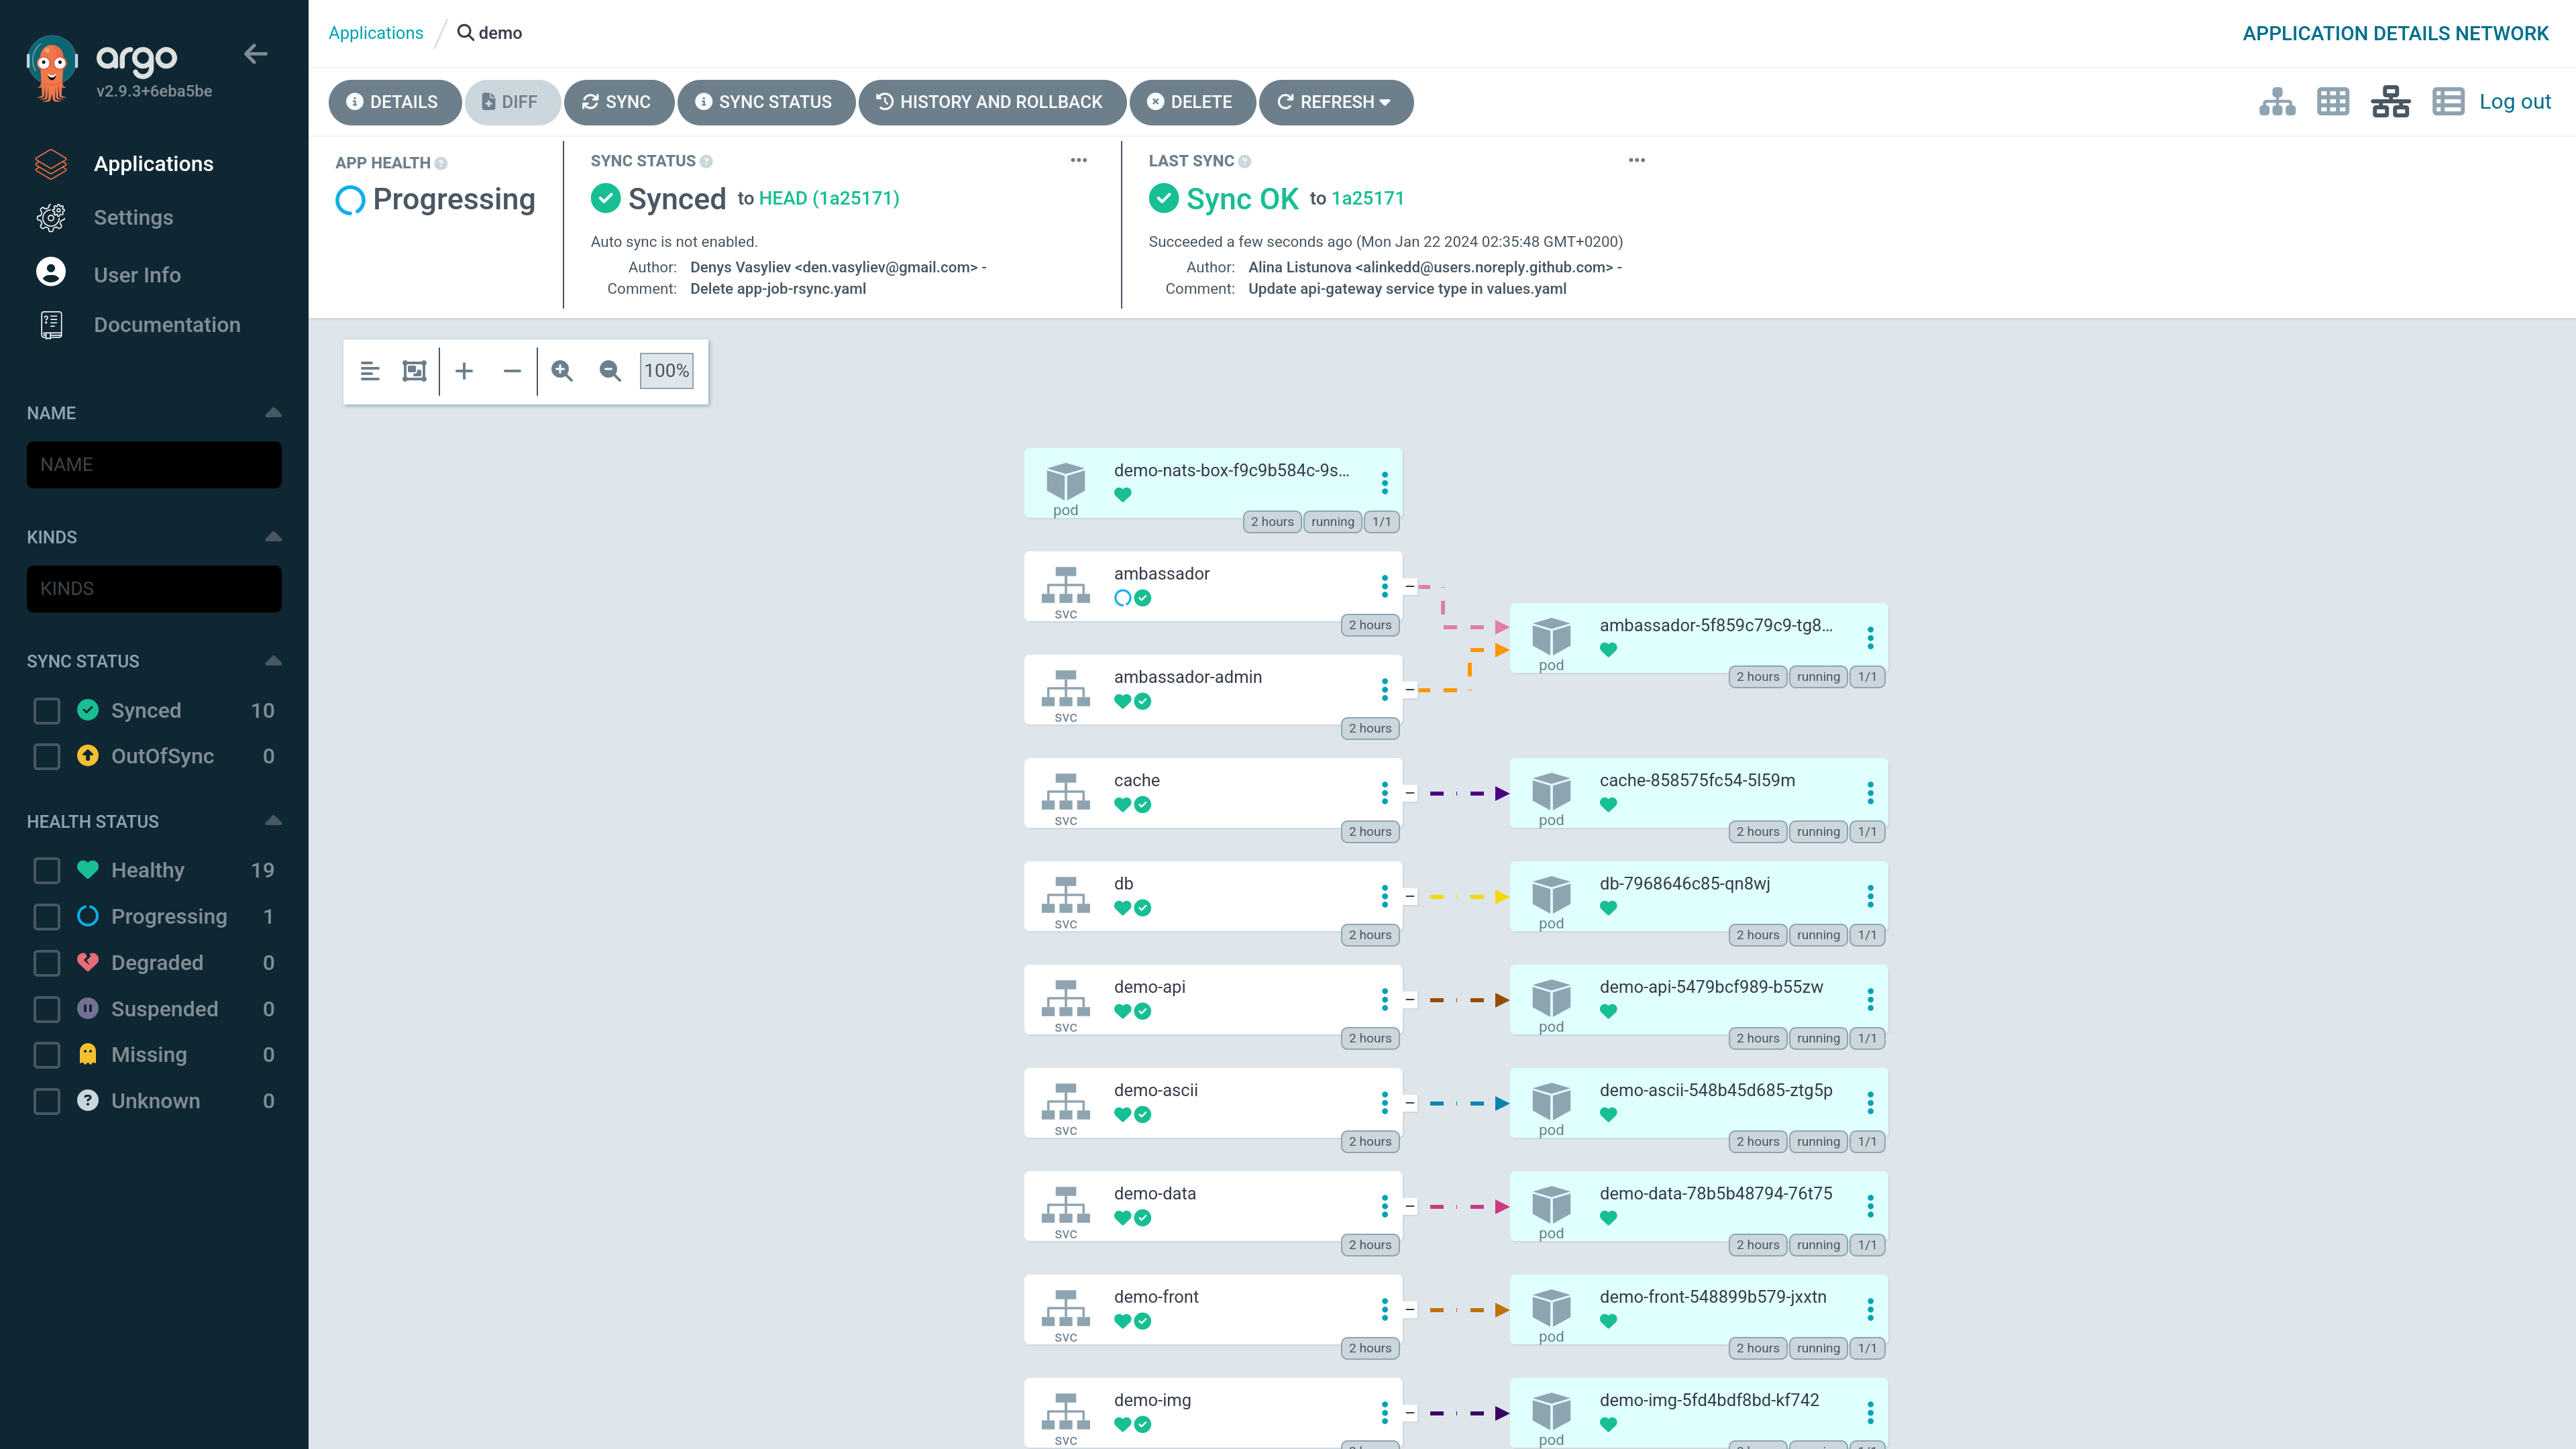 argo
v2.9.3+6eba5be
Applications
Settings
User Info
Documentation
NAME
NAME
KINDS
KINDS
SYNC STATUS
Synced 10
OutOfSync 0
HEALTH STATUS
Healthy 19
Progressing 1
Degraded 0
Suspended 0
Missing 0
Unknown 0
Applications / demo
APPLICATION DETAILS NETWORK
DETAILS DIFF SYNC SYNC STATUS HISTORY AND ROLLBACK DELETE REFRESH
Log out
APP HEALTH
Progressing
SYNC STATUS
Synced to HEAD (1a25171)
Auto sync is not enabled.
Author: Denys Vasyliev <den.vasyliev@gmail.com> -
Comment: Delete app-job-rsync.yaml
LAST SYNC
Sync OK to 1a25171
Succeeded a few seconds ago (Mon Jan 22 2024 02:35:48 GMT+0200)
Author: Alina Listunova <alinkedd@users.noreply.github.com> -
Comment: Update api-gateway service type in values.yaml
100%
demo-nats-box-f9c9b584c-9s...
pod
2 hours running 1/1
ambassador
svc
2 hours
ambassador-5f859c79c9-tg8...
pod
2 hours running 1/1
ambassador-admin
svc
2 hours
cache
svc
2 hours
cache-858575fc54-5l59m
pod
2 hours running 1/1
db
svc
2 hours
db-7968646c85-qn8wj
pod
2 hours running 1/1
demo-api
svc
2 hours
demo-api-5479bcf989-b55zw
pod
2 hours running 1/1
demo-ascii
svc
2 hours
demo-ascii-548b45d685-ztg5p
pod
2 hours running 1/1
demo-data
svc
2 hours
demo-data-78b5b48794-76t75
pod
2 hours running 1/1
demo-front
svc
2 hours
demo-front-548899b579-jxxtn
pod
2 hours running 1/1
demo-img
svc
demo-img-5fd4bdf8bd-kf742
pod